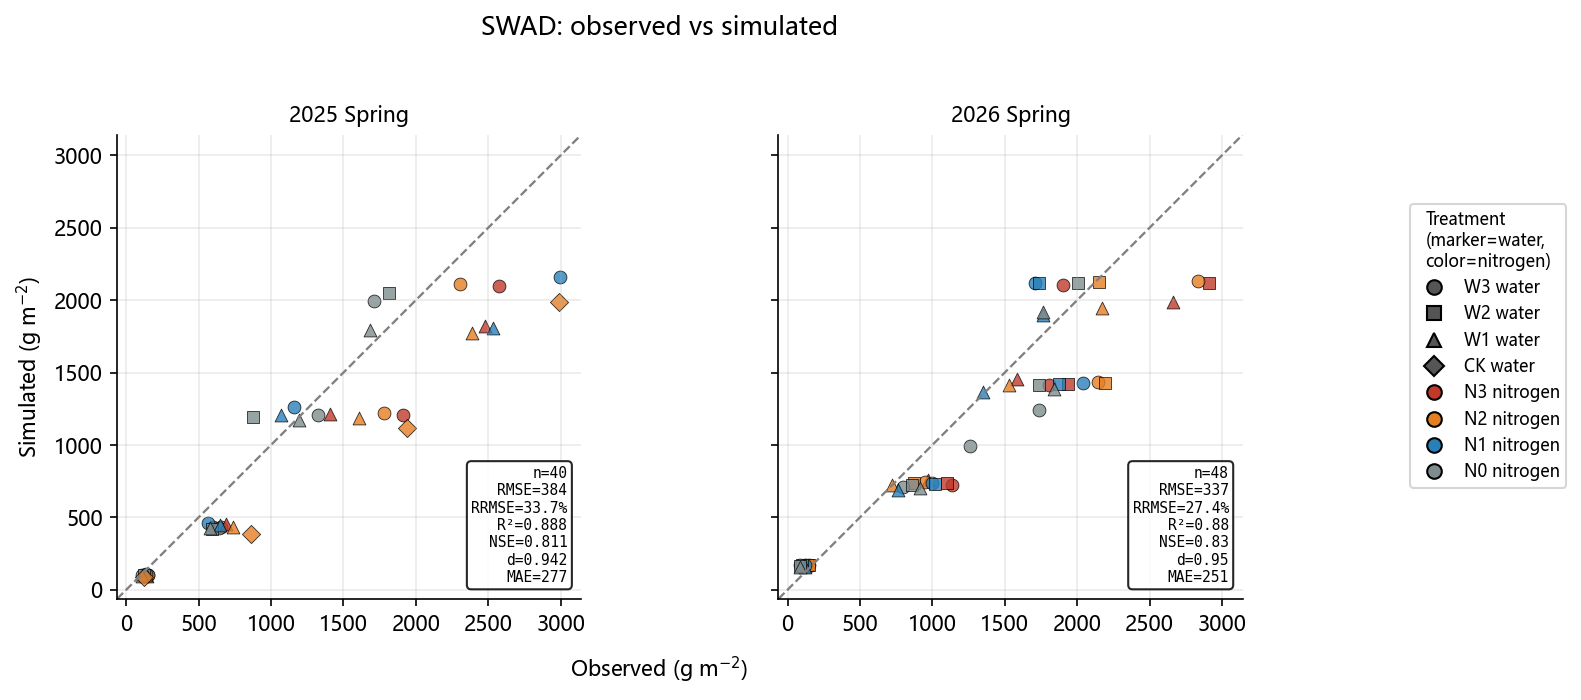 SWAD: observed vs simulated
2025 Spring
Simulated (g m⁻²)
3000
2500
2000
1500
1000
500
0
0 500 1000 1500 2000 2500 3000
n=40
RMSE=384
RRMSE=33.7%
R²=0.888
NSE=0.811
d=0.942
MAE=277
2026 Spring
0 500 1000 1500 2000 2500 3000
n=48
RMSE=337
RRMSE=27.4%
R²=0.88
NSE=0.83
d=0.95
MAE=251
Observed (g m⁻²)
Treatment
(marker=water,
color=nitrogen)
W3 water
W2 water
W1 water
CK water
N3 nitrogen
N2 nitrogen
N1 nitrogen
N0 nitrogen